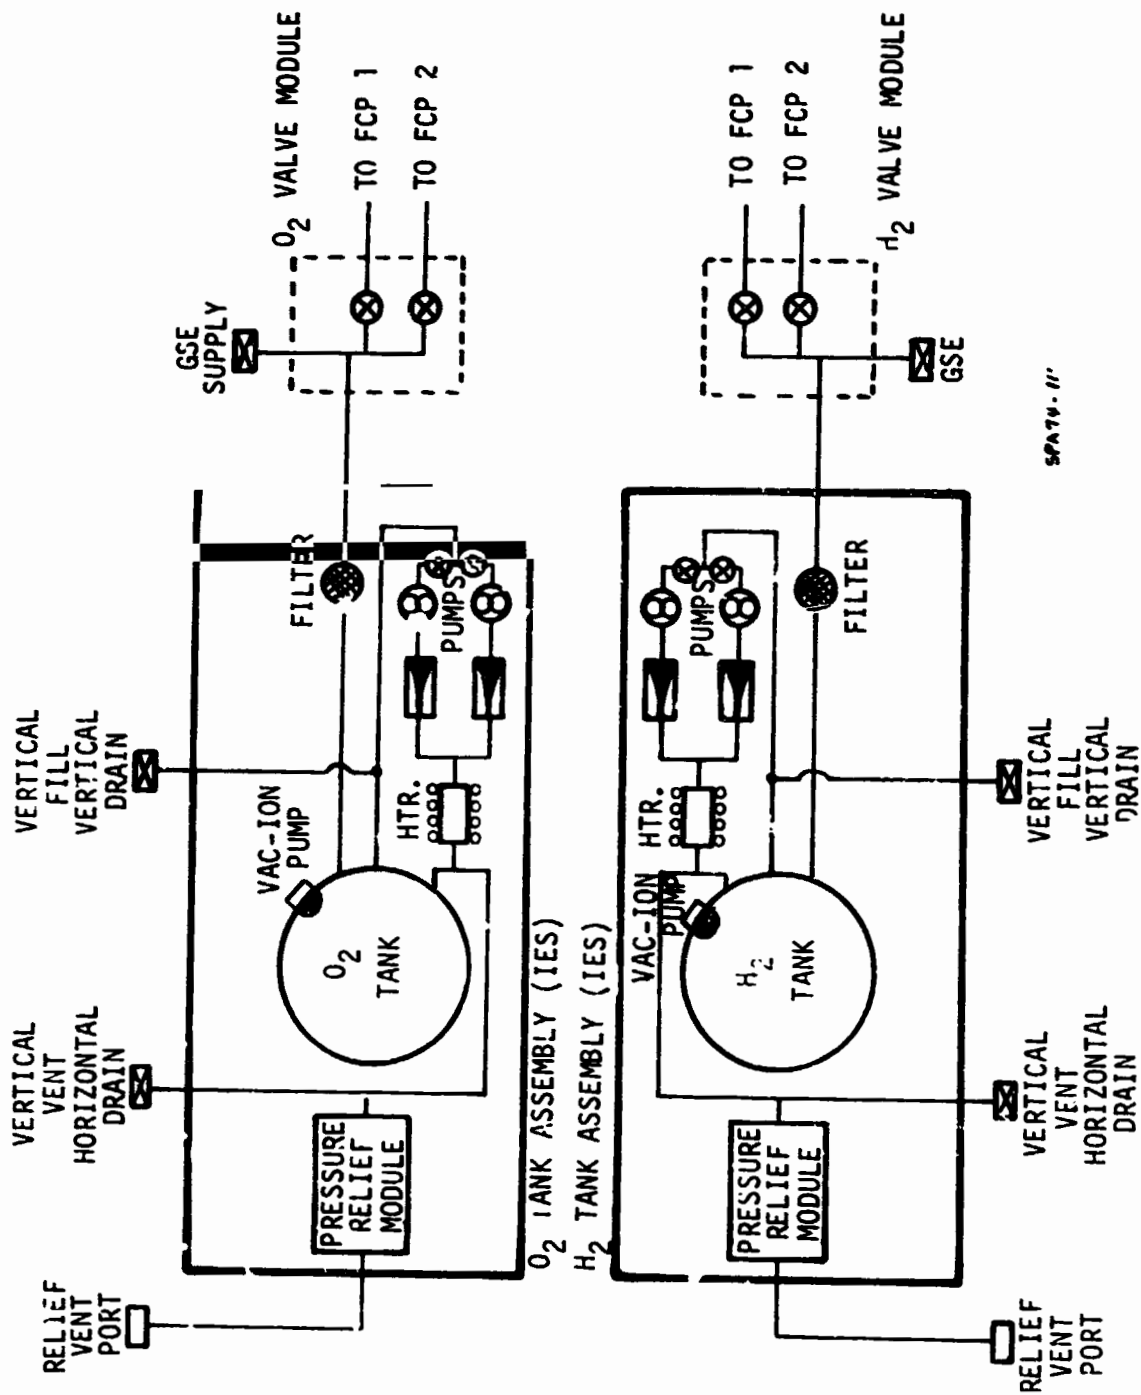 RELIEF
VENT
PORT
VERTICAL
VENT
HORIZONTAL
DRAIN
VERTICAL
FILL
VERTICAL
DRAIN
GSE
SUPPLY
O2 VALVE MODULE
TO FCP 1
TO FCP 2
VAC-ION
PUMP
FILTER
O2
TANK
HTR.
PUMPS
PRESSURE
RELIEF
MODULE
O2 TANK ASSEMBLY (IES)
H2 TANK ASSEMBLY (IES)
VAC-ION
PUMP
HTR.
PUMPS
H2
TANK
PRESSURE
RELIEF
MODULE
FILTER
TO FCP 1
TO FCP 2
H2 VALVE MODULE
GSE
RELIEF
VENT
PORT
VERTICAL
VENT
HORIZONTAL
DRAIN
VERTICAL
FILL
VERTICAL
DRAIN